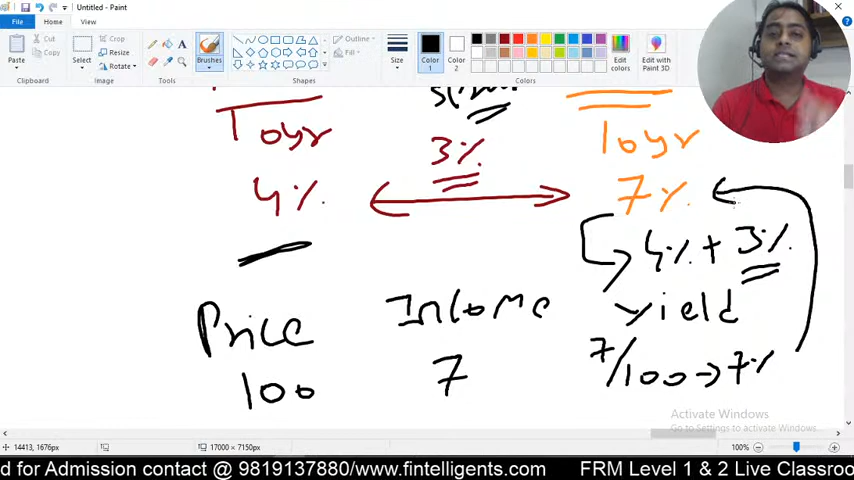 Untitled - Paint
File Home View
Paste Cut Copy
Select Crop Resize Rotate
Brushes
Outline Fill
Size
Color 1 Color 2
Edit colors
Edit with Paint 3D
Clipboard Image Tools Shapes Colors
10yr 3% 10yr
4% 7%
4% + 3%
Price Income yield
100 7 7/100 → 7%
Activate Windows
Go to Settings to activate Windows.
14413, 1676px 17000 × 7150px 100%
d for Admission contact @ 9819137880/www.fintelligents.com FRM Level 1 & 2 Live Classroo